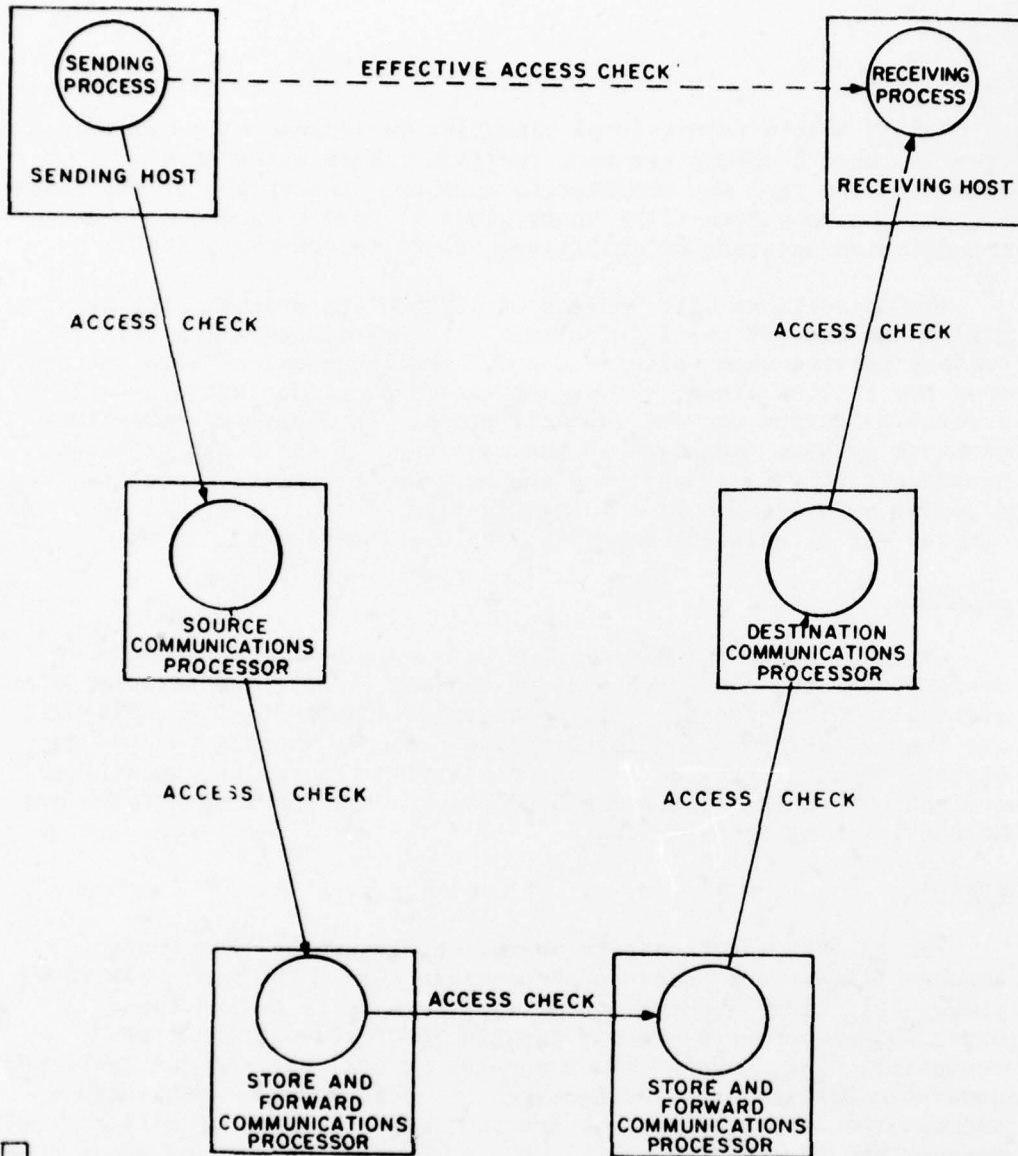 SENDING
PROCESS
EFFECTIVE ACCESS CHECK
RECEIVING
PROCESS
SENDING HOST
RECEIVING HOST
ACCESS CHECK
ACCESS CHECK
SOURCE
COMMUNICATIONS
PROCESSOR
DESTINATION
COMMUNICATIONS
PROCESSOR
ACCESS CHECK
ACCESS CHECK
ACCESS CHECK
STORE AND
FORWARD
COMMUNICATIONS
PROCESSOR
STORE AND
FORWARD
COMMUNICATIONS
PROCESSOR